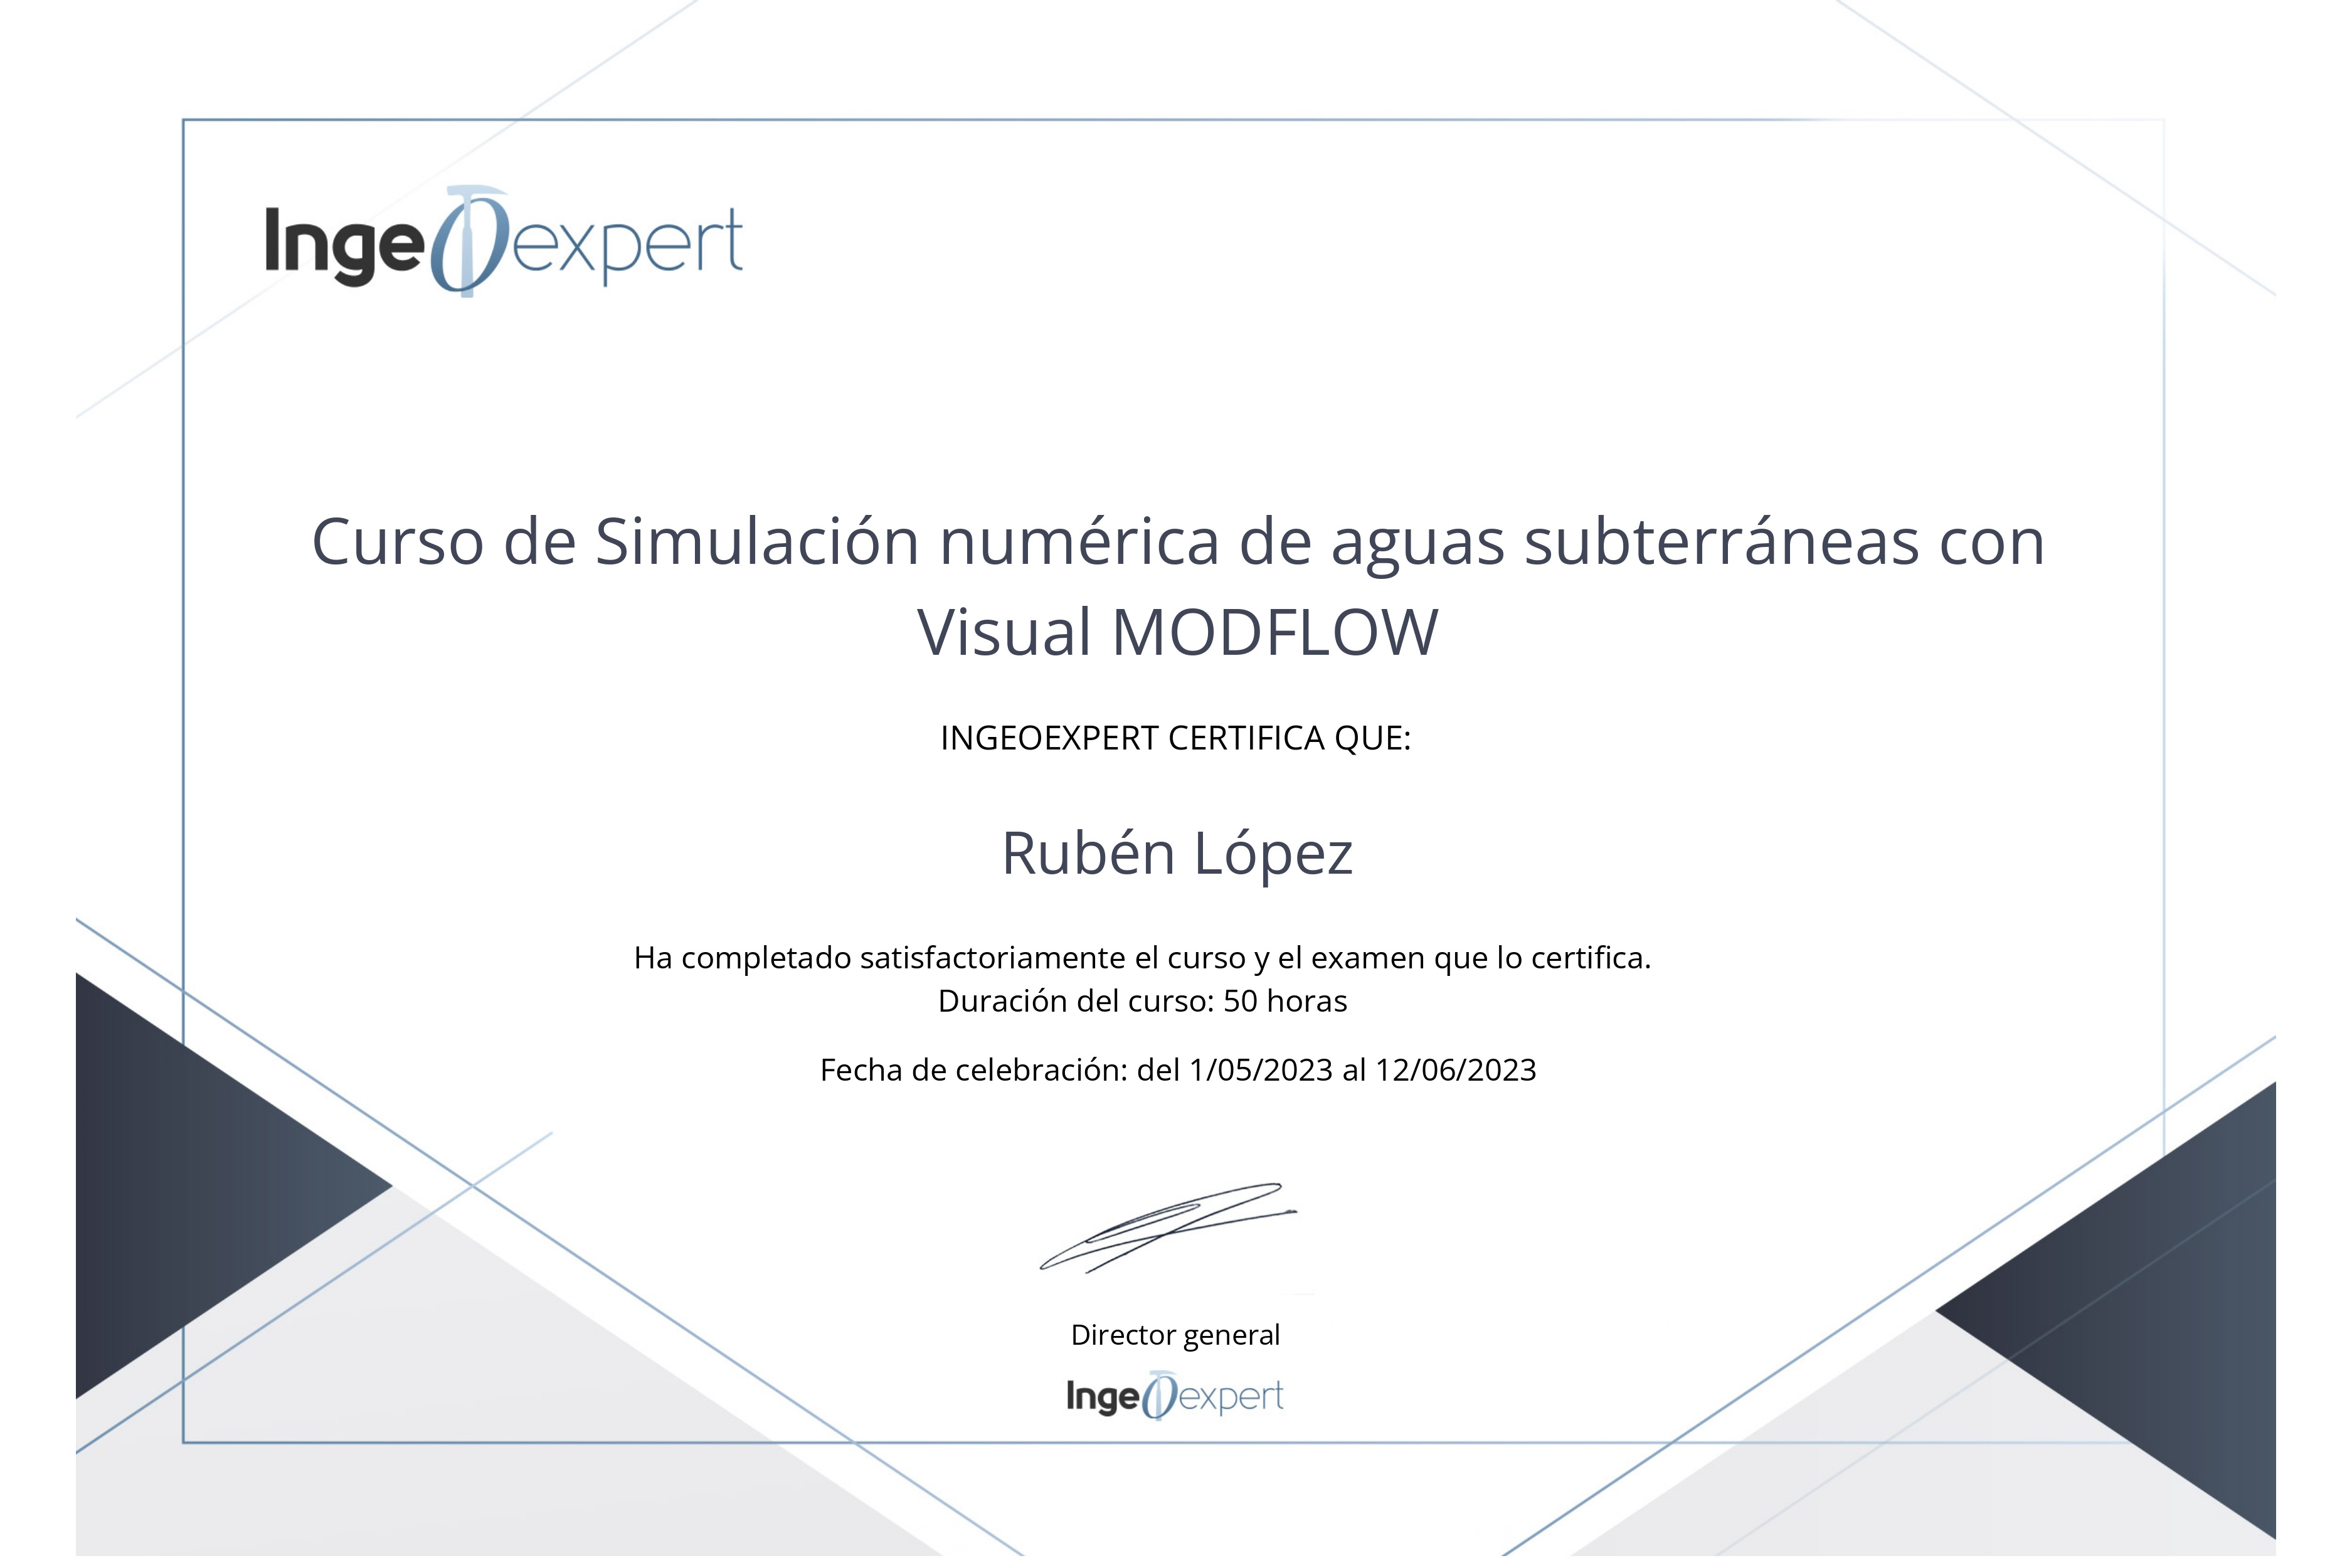 Ingeoexpert
Curso de Simulación numérica de aguas subterráneas con
Visual MODFLOW
INGEOEXPERT CERTIFICA QUE:
Rubén López
Ha completado satisfactoriamente el curso y el examen que lo certifica.
Duración del curso: 50 horas
Fecha de celebración: del 1/05/2023 al 12/06/2023
Director general
Ingeoexpert